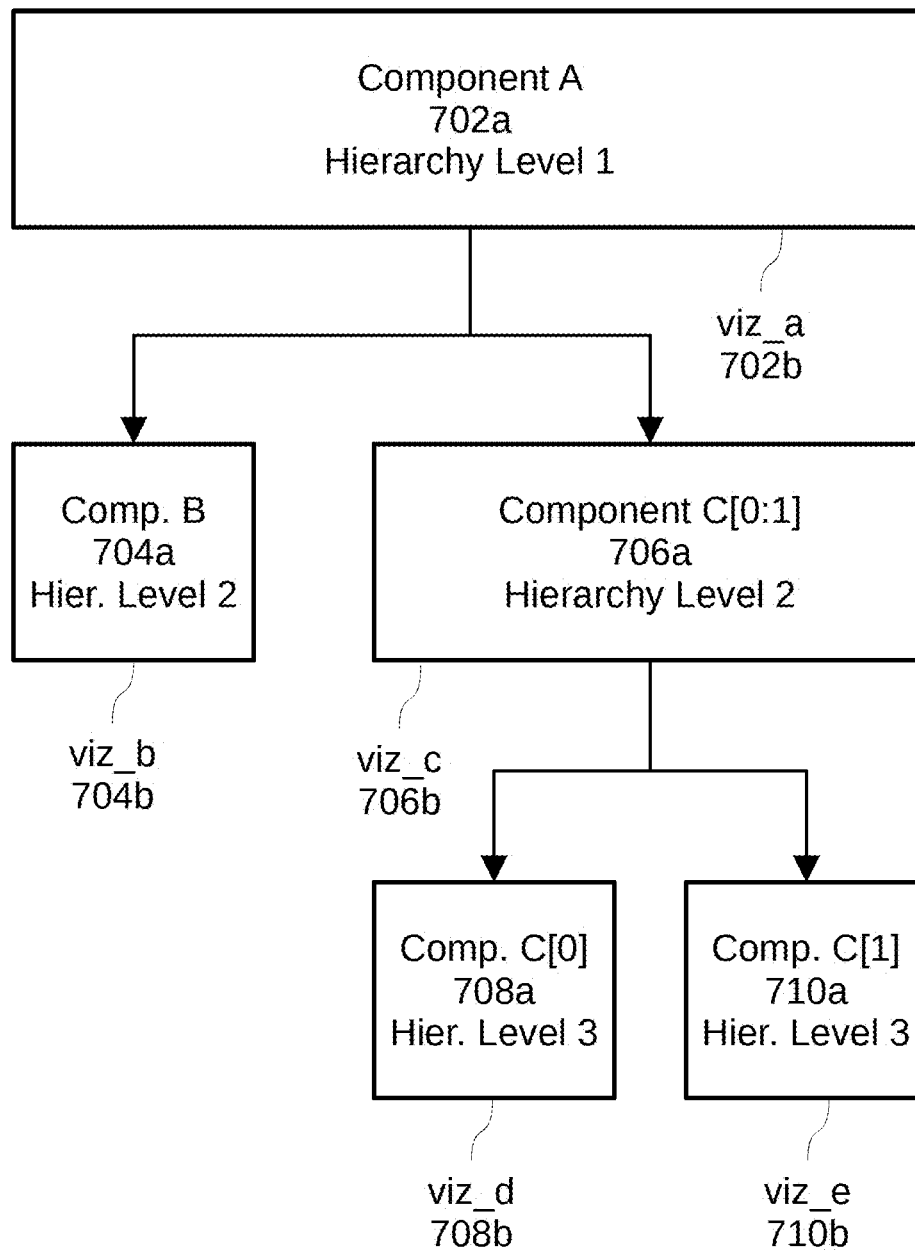 Component A
702a
Hierarchy Level 1
viz_a
702b
Comp. B
704a
Hier. Level 2
Component C[0:1]
706a
Hierarchy Level 2
viz_b
704b
viz_c
706b
Comp. C[0]
708a
Hier. Level 3
Comp. C[1]
710a
Hier. Level 3
viz_d
708b
viz_e
710b